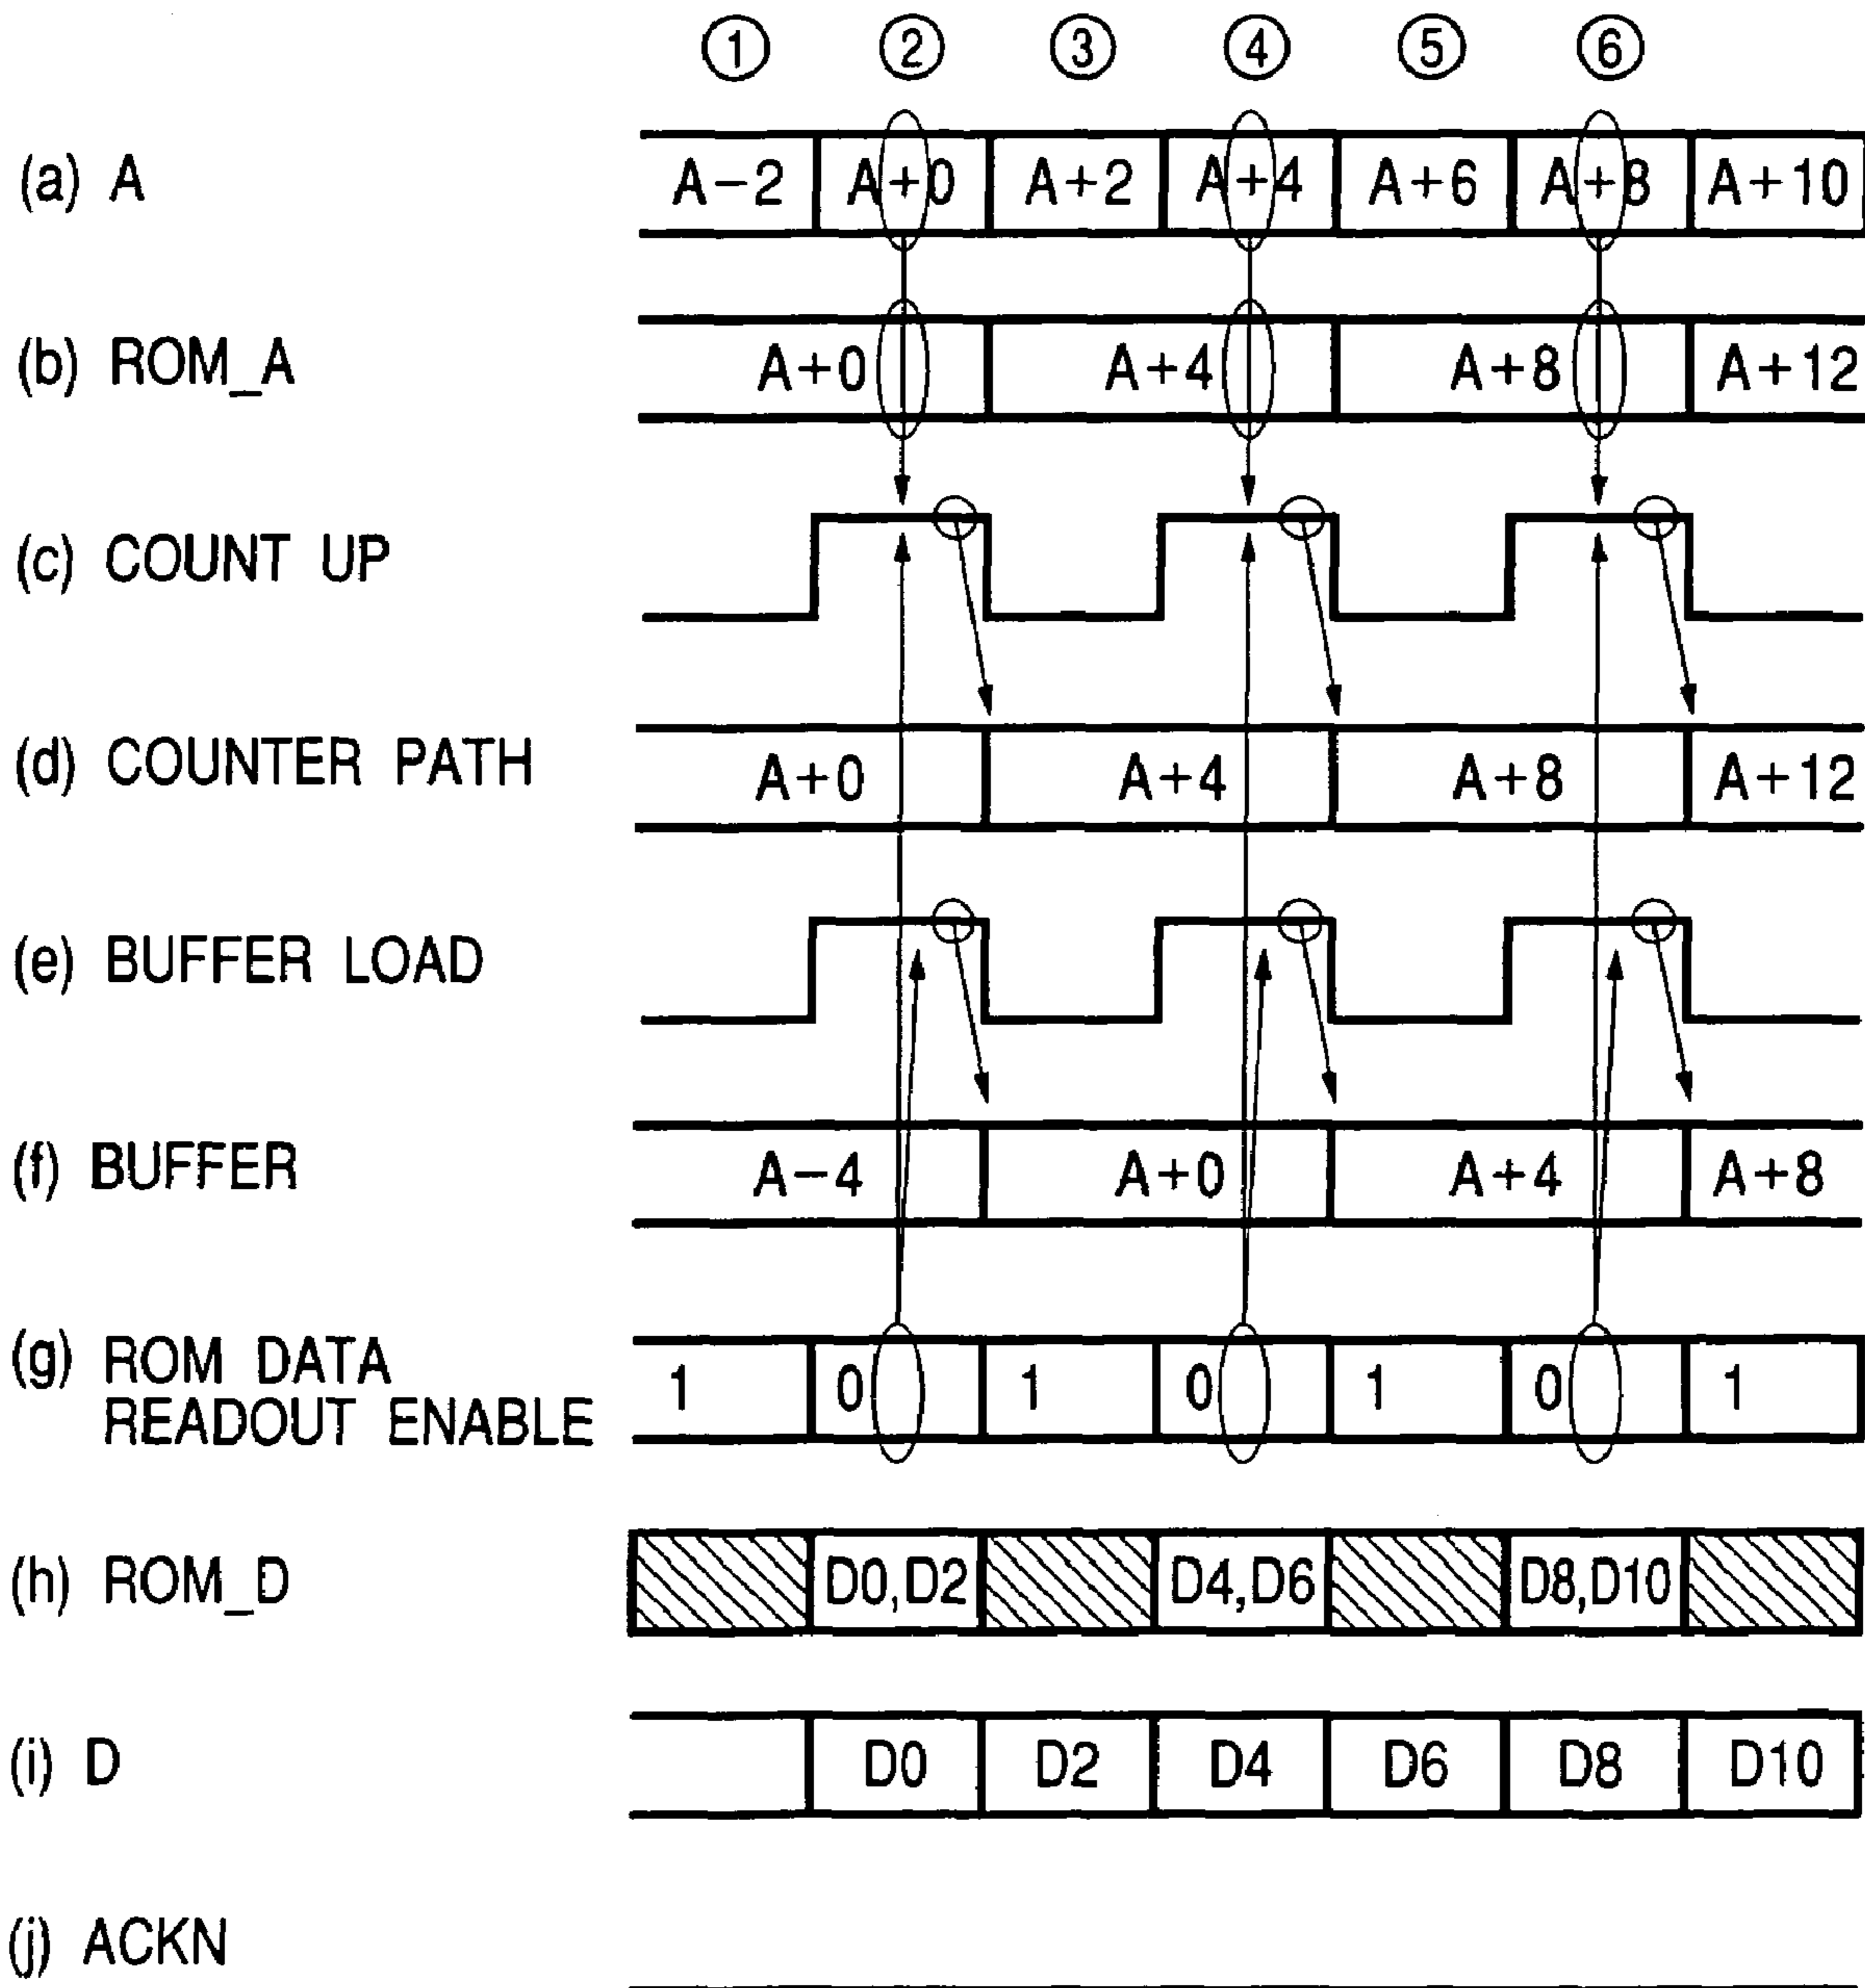 ① ② ③ ④ ⑤ ⑥
(a) A A−2 A+0 A+2 A+4 A+6 A+8 A+10
(b) ROM_A A+0 A+4 A+8 A+12
(c) COUNT UP
(d) COUNTER PATH A+0 A+4 A+8 A+12
(e) BUFFER LOAD
(f) BUFFER A−4 A+0 A+4 A+8
(g) ROM DATA
READOUT ENABLE 1 0 1 0 1 0 1
(h) ROM_D D0,D2 D4,D6 D8,D10
(i) D D0 D2 D4 D6 D8 D10
(j) ACKN